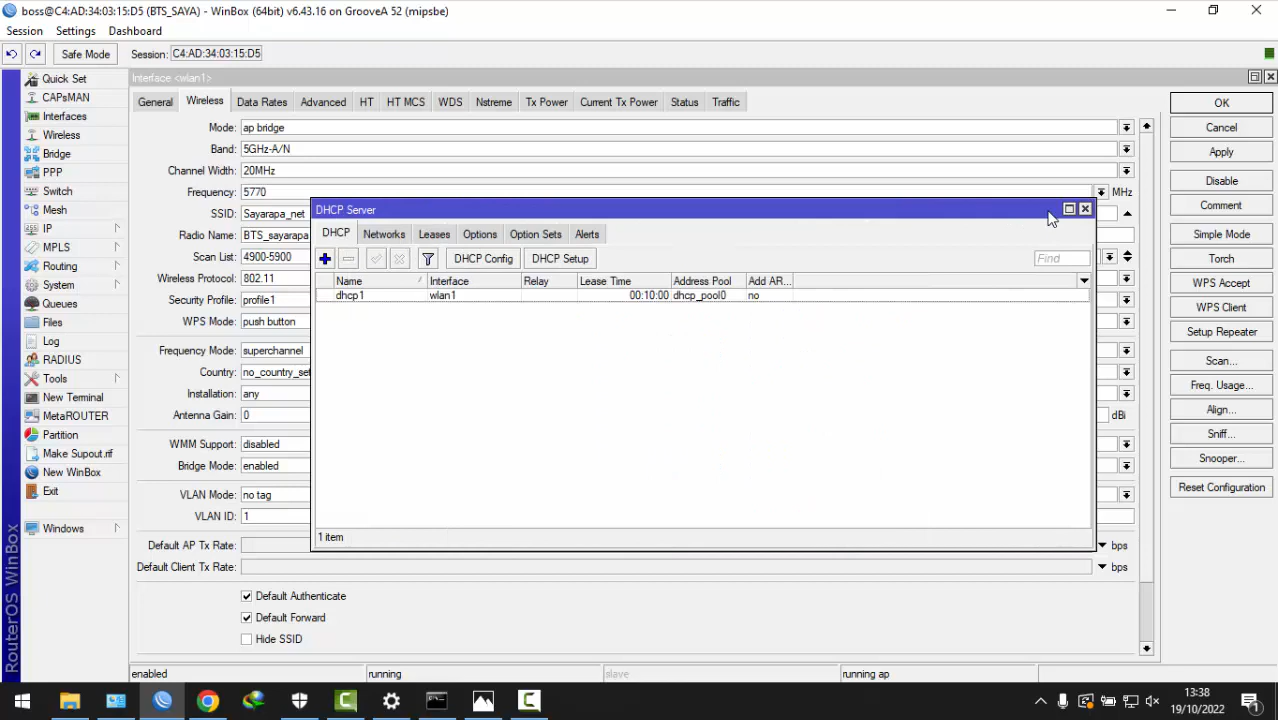 boss@C4:AD:34:03:15:D5 (BTS_SAYA) - WinBox (64bit) v6.43.16 on GrooveA 52 (mipsbe)
Session Settings Dashboard
Safe Mode Session: C4:AD:34:03:15:D5
Interface <wlan1>
Quick Set
CAPsMAN
Interfaces
Wireless
Bridge
PPP
Switch
Mesh
IP
MPLS
Routing
System
Queues
Files
Log
RADIUS
Tools
New Terminal
MetaROUTER
Partition
Make Supout.rif
New WinBox
Exit
Windows
RouterOS WinBox
General Wireless Data Rates Advanced HT HT MCS WDS Nstreme Tx Power Current Tx Power Status Traffic
Mode: ap bridge
Band: 5GHz-A/N
Channel Width: 20MHz
Frequency: 5770 MHz
SSID: Sayarapa_net
Radio Name: BTS_sayarapa
Scan List: 4900-5900
Wireless Protocol: 802.11
Security Profile: profile1
WPS Mode: push button
Frequency Mode: superchannel
Country: no_country_set
Installation: any
Antenna Gain: 0 dBi
WMM Support: disabled
Bridge Mode: enabled
VLAN Mode: no tag
VLAN ID: 1
Default AP Tx Rate: bps
Default Client Tx Rate: bps
Default Authenticate
Default Forward
Hide SSID
DHCP Server
DHCP Networks Leases Options Option Sets Alerts
DHCP Config DHCP Setup Find
Name Interface Relay Lease Time Address Pool Add AR...
dhcp1 wlan1 00:10:00 dhcp_pool0 no
1 item
OK
Cancel
Apply
Disable
Comment
Simple Mode
Torch
WPS Accept
WPS Client
Setup Repeater
Scan...
Freq. Usage...
Align...
Sniff...
Snooper...
Reset Configuration
enabled running slave running ap
13:38
19/10/2022
1